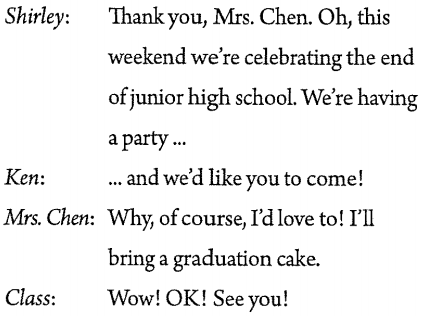 Shirley: Thank you, Mrs. Chen. Oh, this
weekend we're celebrating the end
of junior high school. We're having
a party ...
Ken: ... and we'd like you to come!
Mrs. Chen: Why, of course, I'd love to! I'll
bring a graduation cake.
Class: Wow! OK! See you!